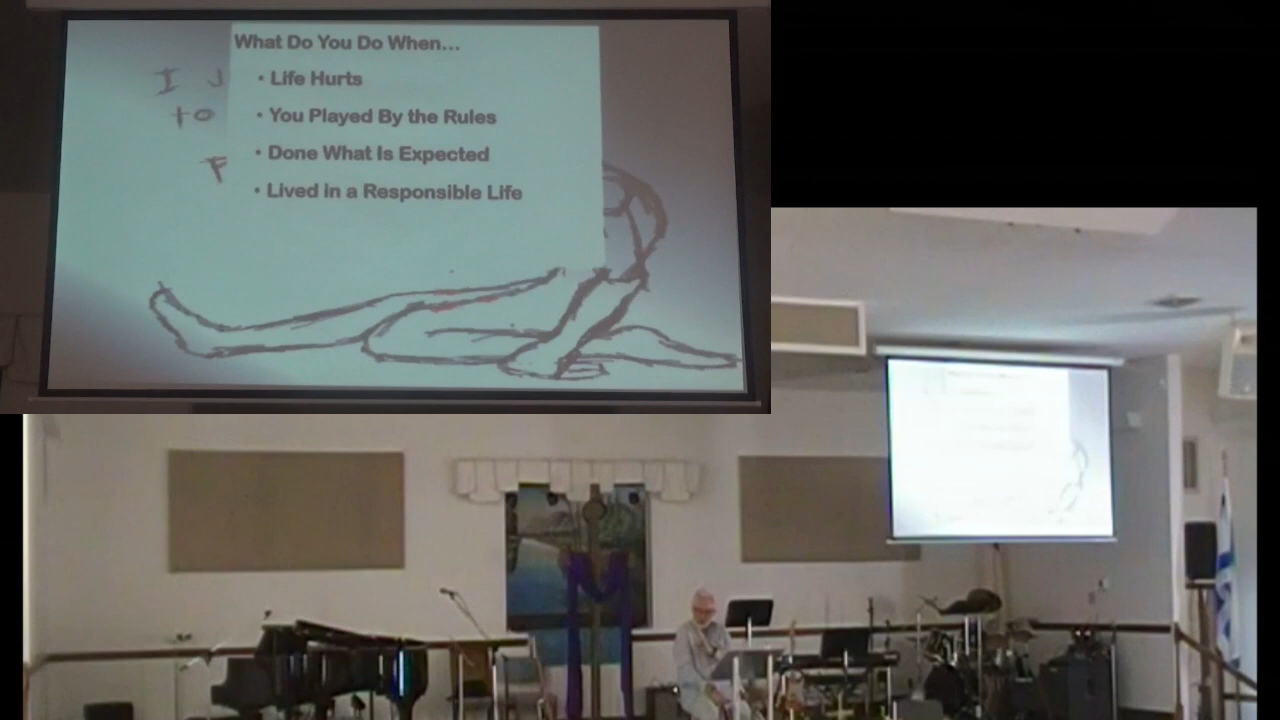 What Do You Do When...
• Life Hurts
• You Played By the Rules
• Done What Is Expected
• Lived in a Responsible Life
I J
to
F